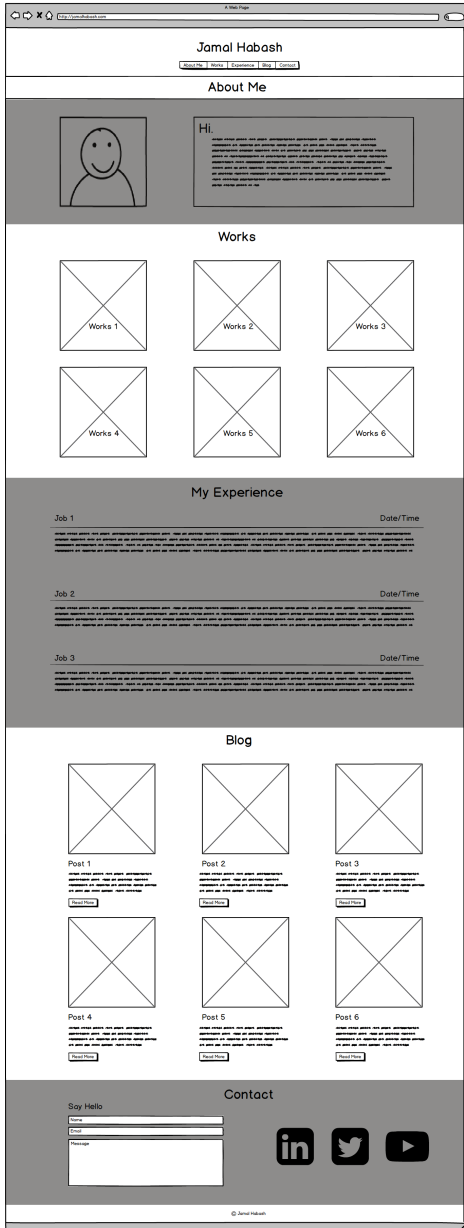 A Web Page
http://jamalhabash.com
Jamal Habash
About Me Works Experience Blog Contact
About Me
Hi.
Works
Works 1 Works 2 Works 3
Works 4 Works 5 Works 6
My Experience
Job 1 Date/Time
Job 2 Date/Time
Job 3 Date/Time
Blog
Post 1 Post 2 Post 3
Read More Read More Read More
Post 4 Post 5 Post 6
Read More Read More Read More
Contact
Say Hello
Name
Email
Message
in
© Jamal Habash